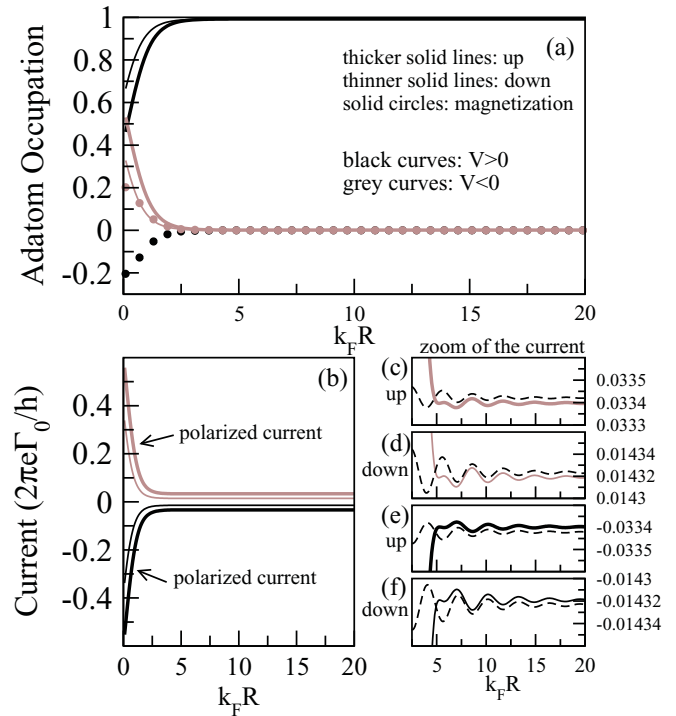 1
0.8
0.6
0.4
0.2
0
-0.2
Adatom Occupation
(a)
thicker solid lines: up
thinner solid lines: down
solid circles: magnetization
black curves: V>0
grey curves: V<0
0 5 10 15 20
k_F R
zoom of the current
(b)
0.4
0.2
0
-0.2
-0.4
Current (2πeΓ₀/h)
polarized current
polarized current
0 5 10 15 20
k_F R
(c)
up
0.0335
0.0334
0.0333
(d)
down
0.01434
0.01432
0.0143
(e)
up
-0.0334
-0.0335
(f)
down
-0.0143
-0.01432
-0.01434
5 10 15 20
k_F R